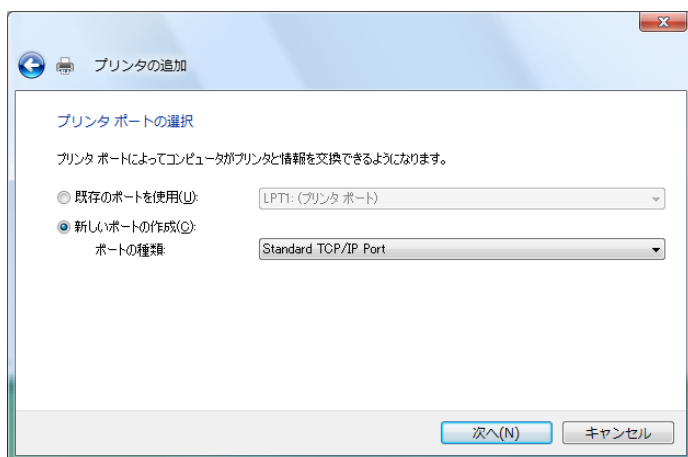 プリンタの追加
プリンタ ポートの選択
プリンタ ポートによってコンピュータがプリンタと情報を交換できるようになります。
既存のポートを使用(U):
LPT1: (プリンタ ポート)
新しいポートの作成(C):
ポートの種類:
Standard TCP/IP Port
次へ(N)
キャンセル